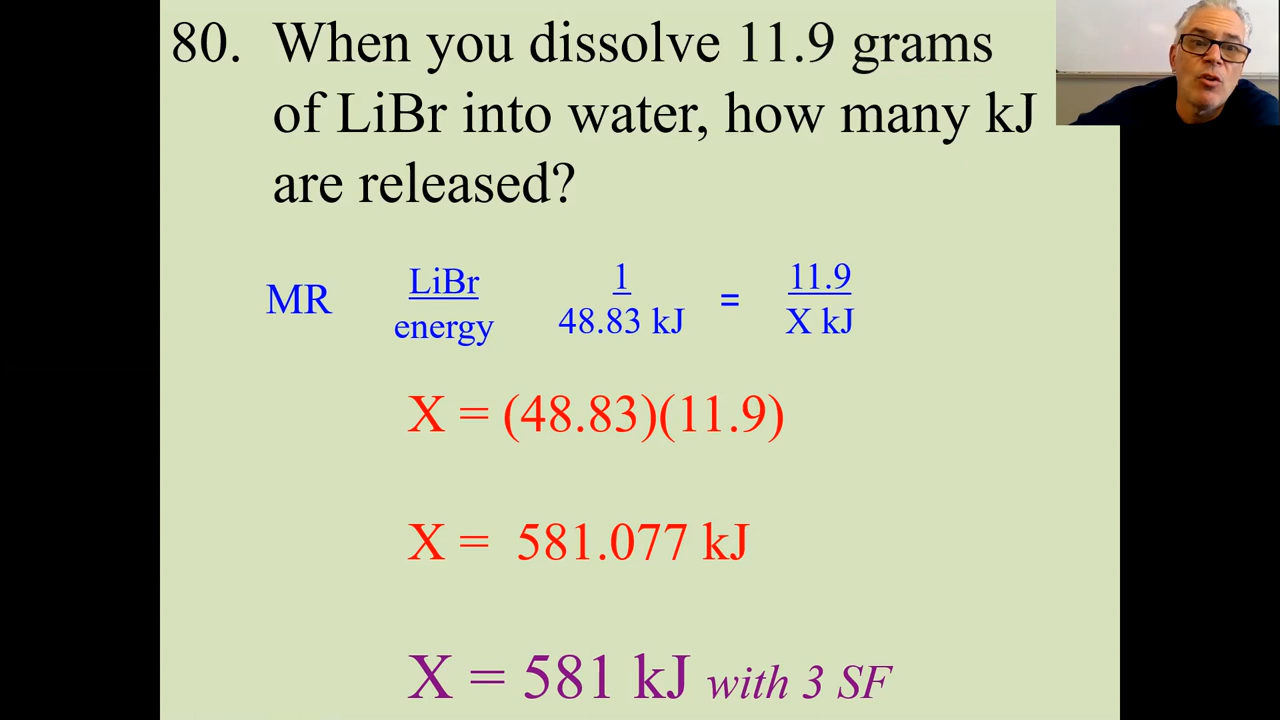 80. When you dissolve 11.9 grams
of LiBr into water, how many kJ
are released?
MR LiBr 1 = 11.9
energy 48.83 kJ X kJ
X = (48.83)(11.9)
X = 581.077 kJ
X = 581 kJ with 3 SF